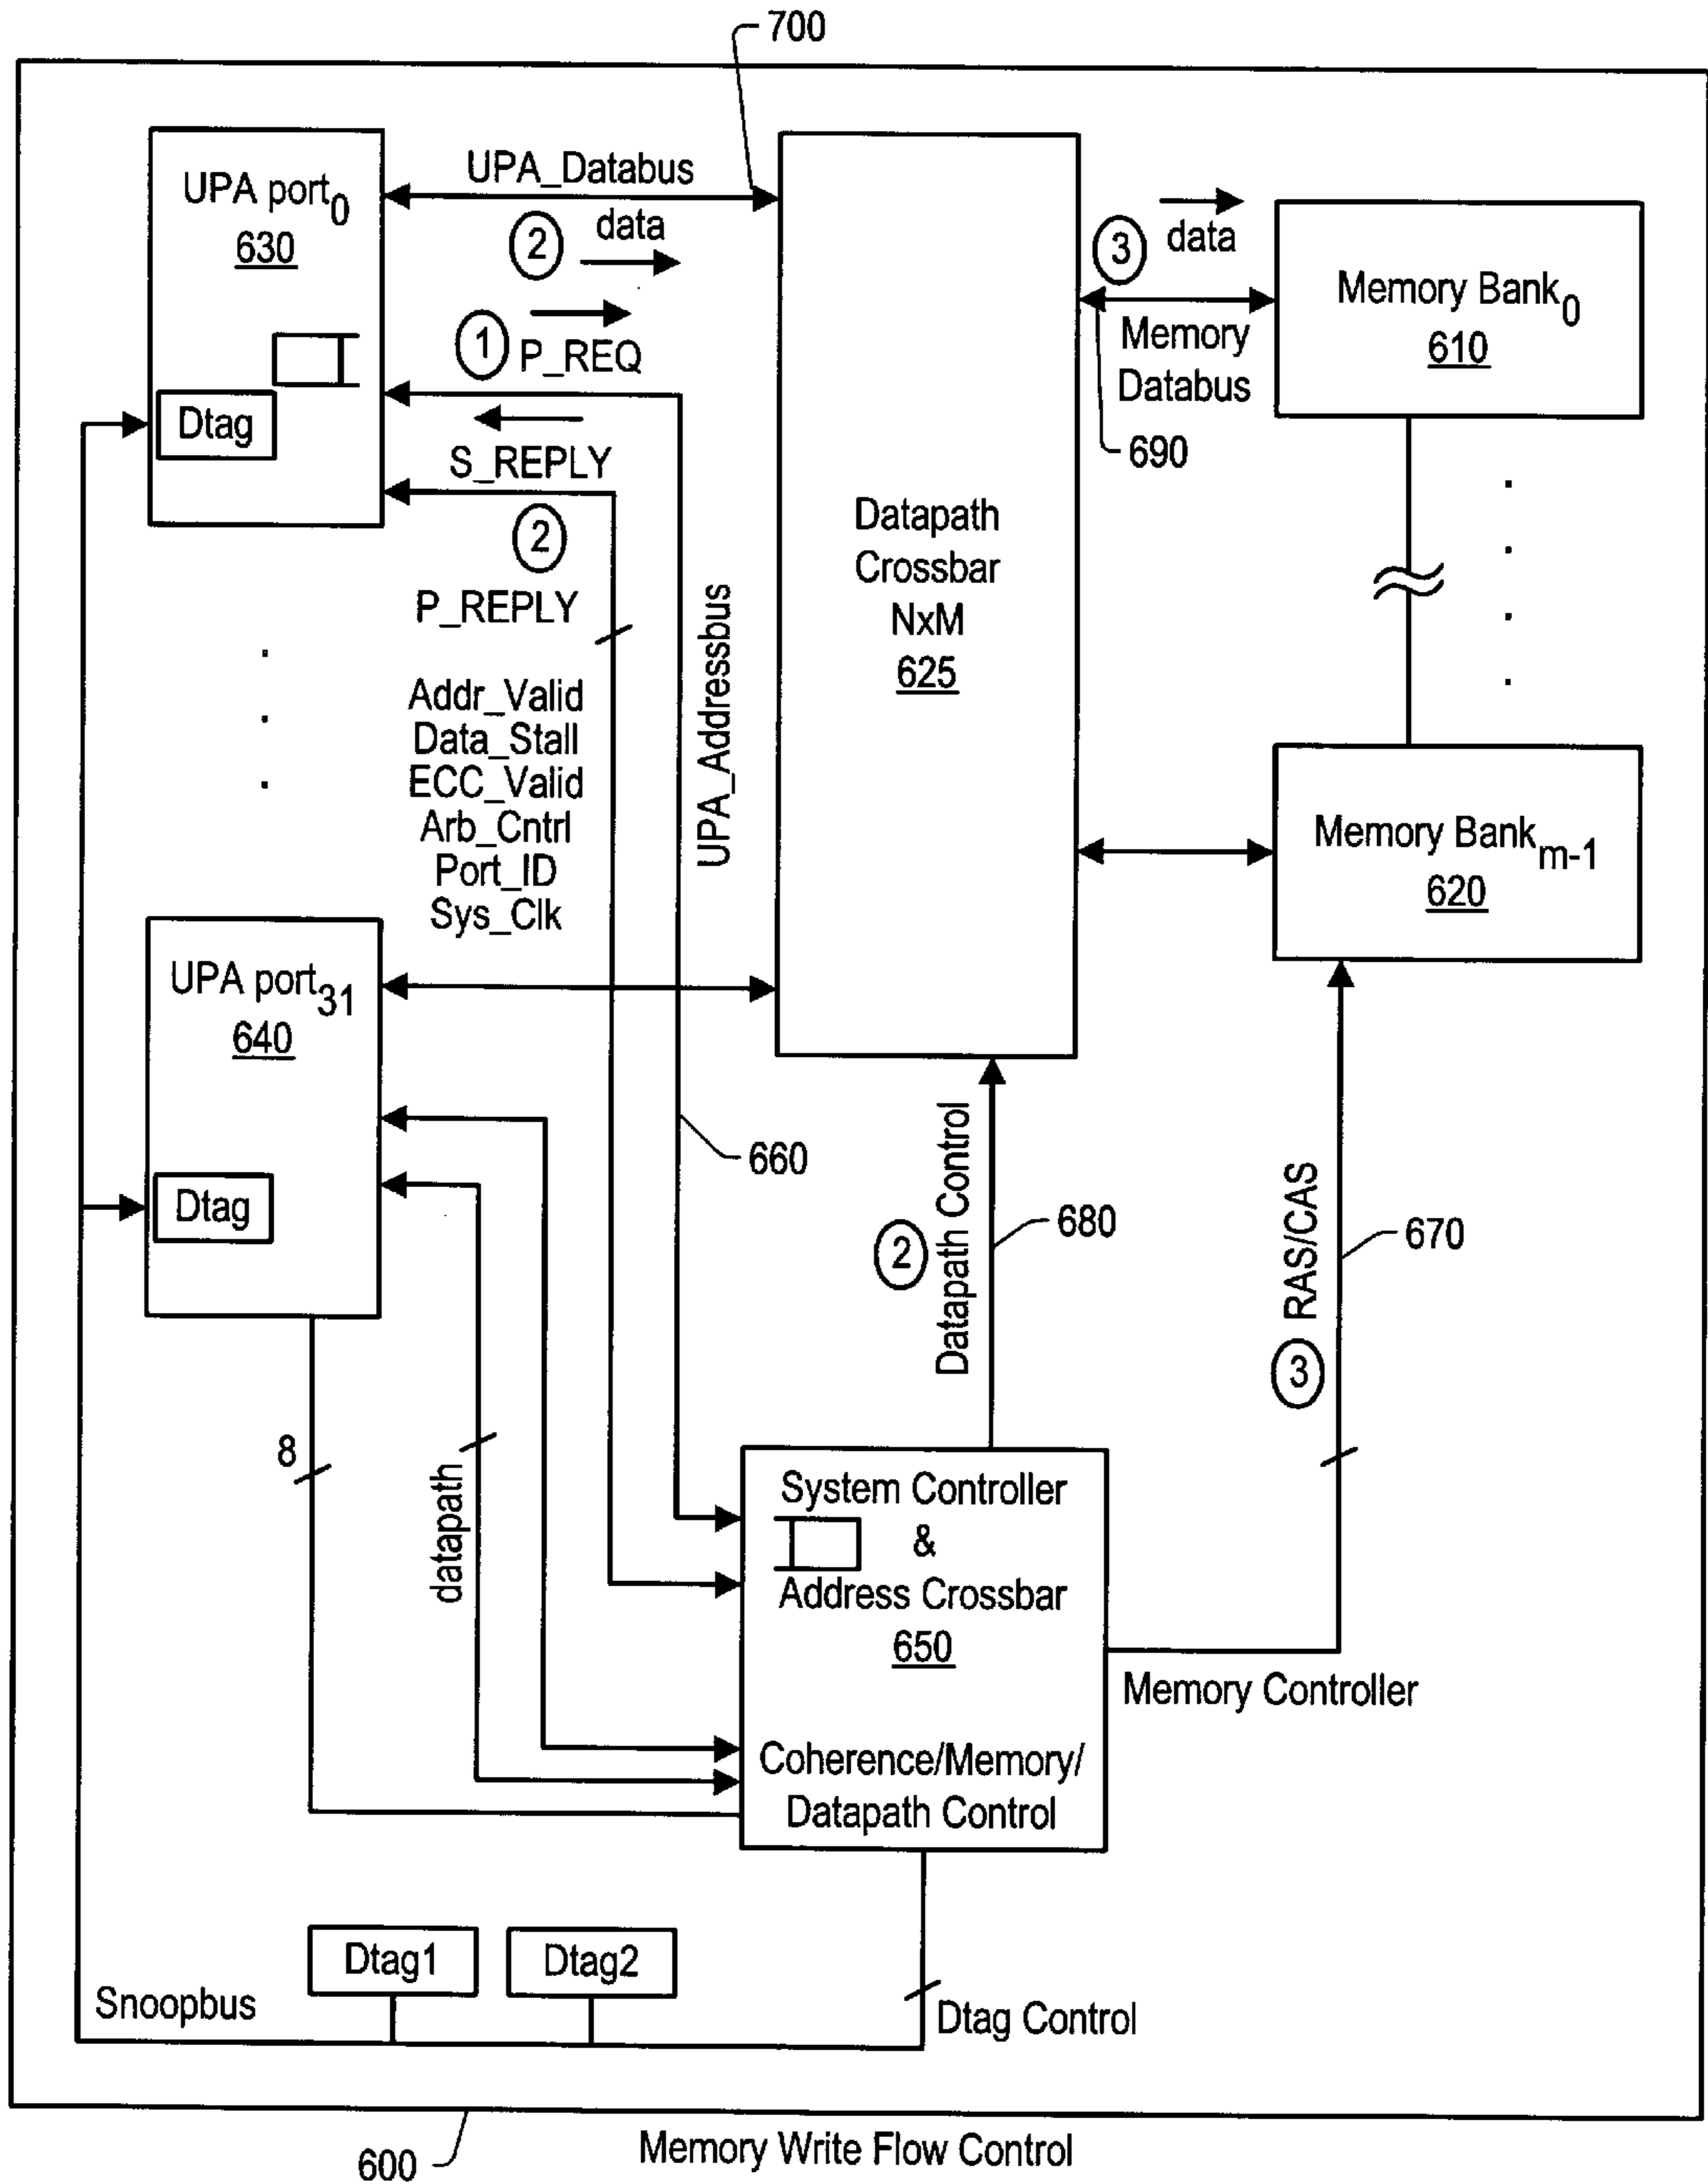 700
UPA port0
630
UPA_Databus
2 data
1 P_REQ
Dtag
S_REPLY
2
P_REPLY
Addr_Valid
Data_Stall
ECC_Valid
Arb_Cntrl
Port_ID
Sys_Clk
UPA_Addressbus
Datapath
Crossbar
NxM
625
3 data
Memory
Databus
690
Memory Bank0
610
Memory Bankm-1
620
UPA port31
640
Dtag
660
2 Datapath Control
680
3 RAS/CAS
670
8
datapath
System Controller
&
Address Crossbar
650
Coherence/Memory/
Datapath Control
Memory Controller
Dtag1
Dtag2
Snoopbus
Dtag Control
600
Memory Write Flow Control